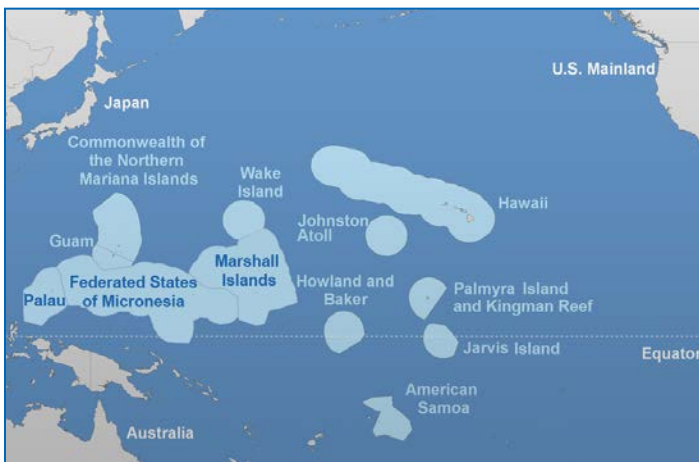 U.S. Mainland
Japan
Commonwealth of
the Northern
Mariana Islands
Wake
Island
Hawaii
Johnston
Atoll
Guam
Marshall
Islands
Federated States
of Micronesia
Palau
Howland and
Baker
Palmyra Island
and Kingman Reef
Jarvis Island
Equator
American
Samoa
Australia